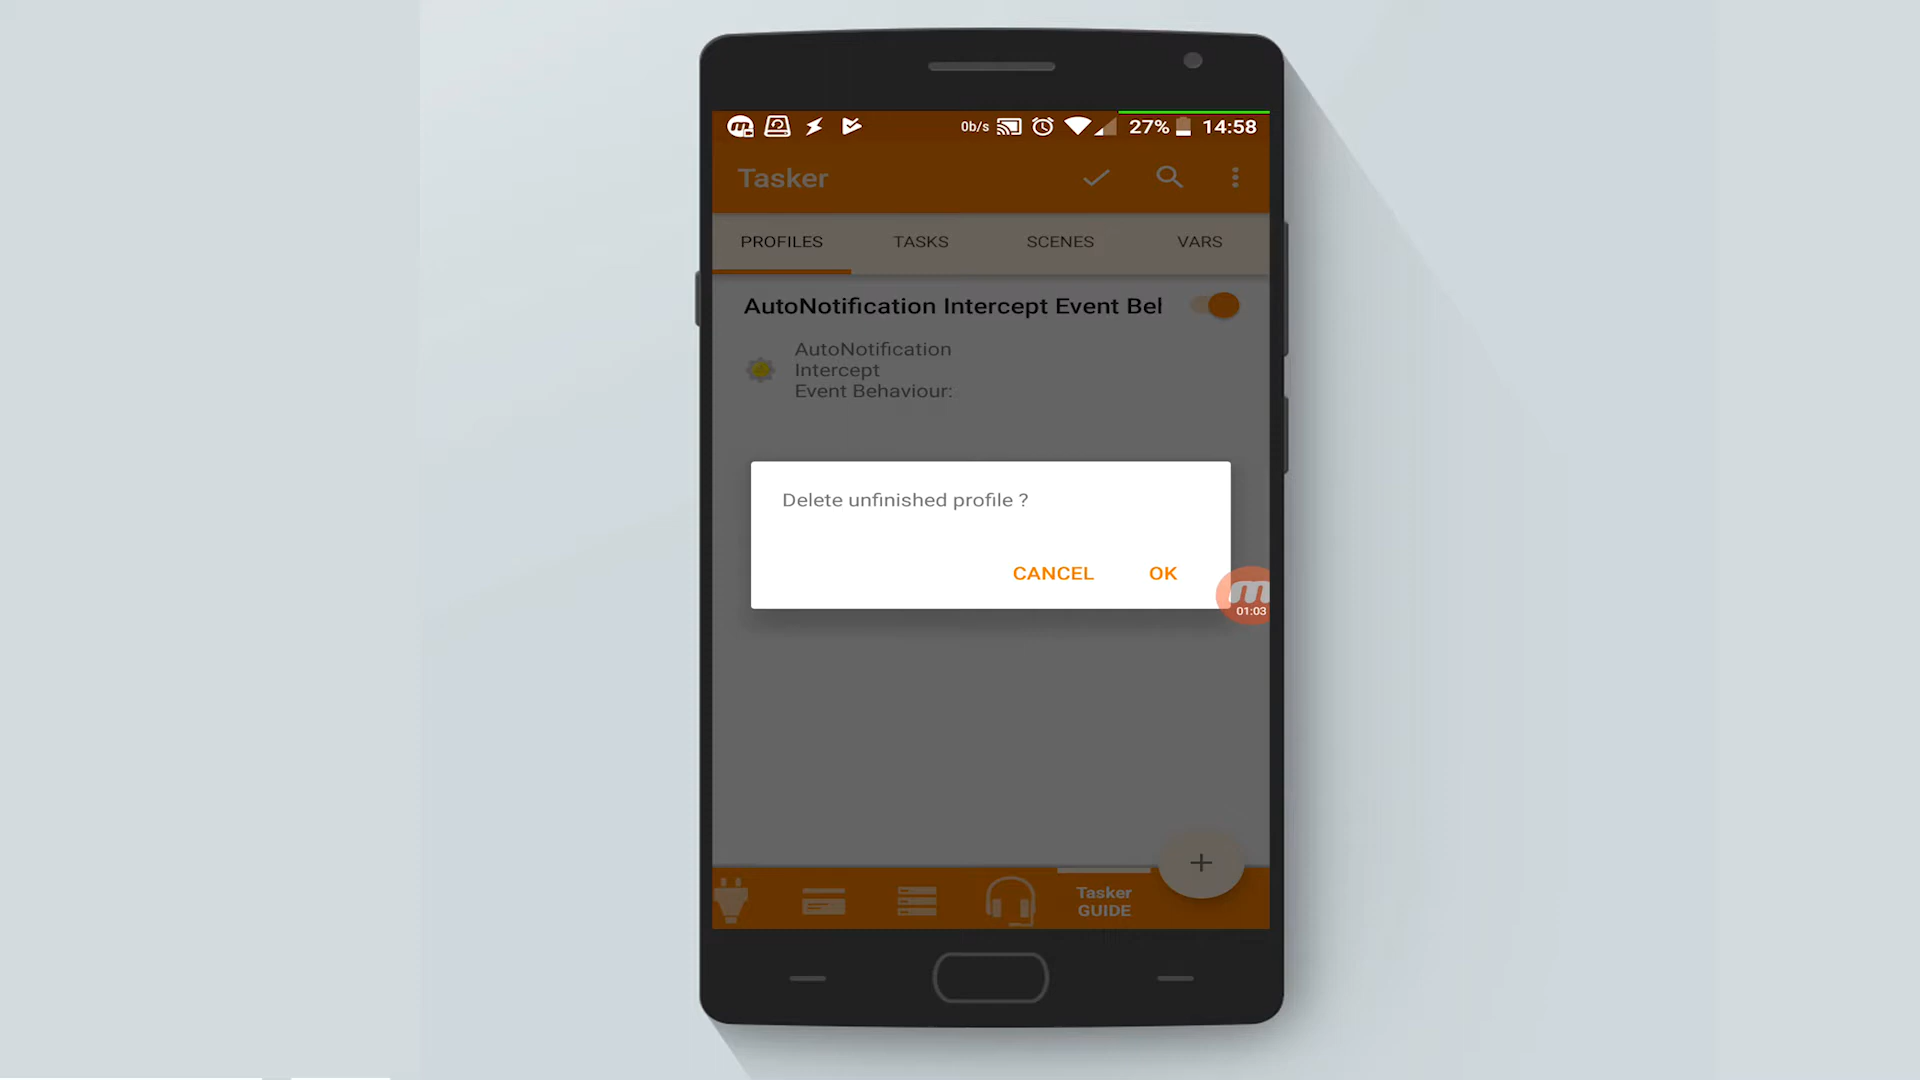 0b/s 27% 14:58
Tasker
PROFILES TASKS SCENES VARS
AutoNotification Intercept Event Bel
AutoNotification
Intercept
Event Behaviour:
Delete unfinished profile ?
CANCEL OK
m
01:03
Tasker
GUIDE